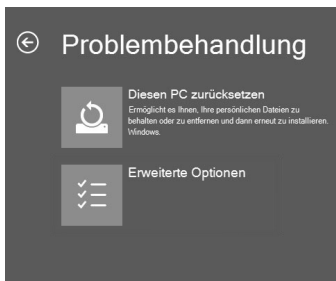 Problembehandlung
Diesen PC zurücksetzen
Ermöglicht es Ihnen, Ihre persönlichen Dateien zu
behalten oder zu entfernen und dann erneut zu installieren.
Windows.
Erweiterte Optionen